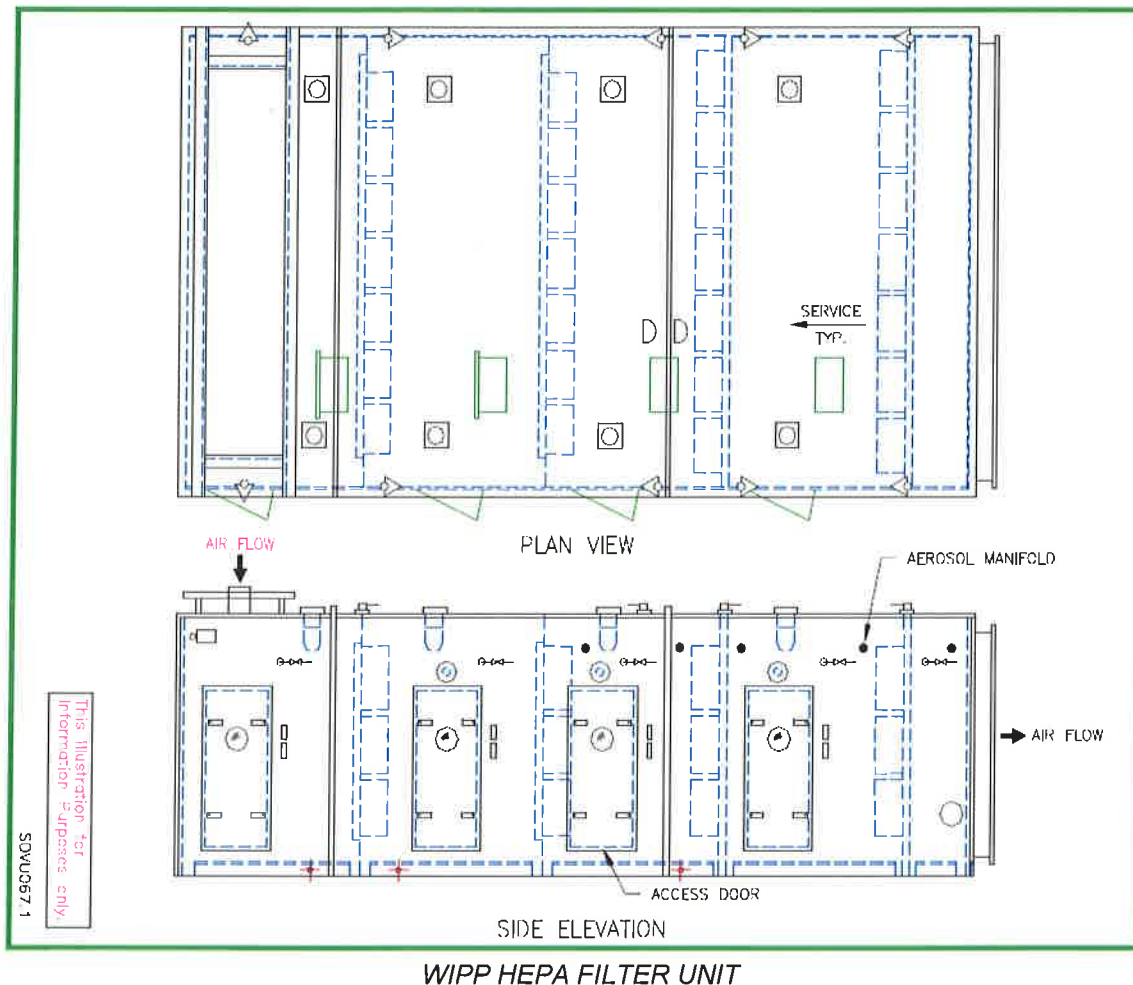 SERVICE
TYP.
PLAN VIEW
AIR FLOW
AEROSOL MANIFOLD
AIR FLOW
ACCESS DOOR
SIDE ELEVATION
This Illustration for
Information Purposes only.
SDVU067.1
WIPP HEPA FILTER UNIT